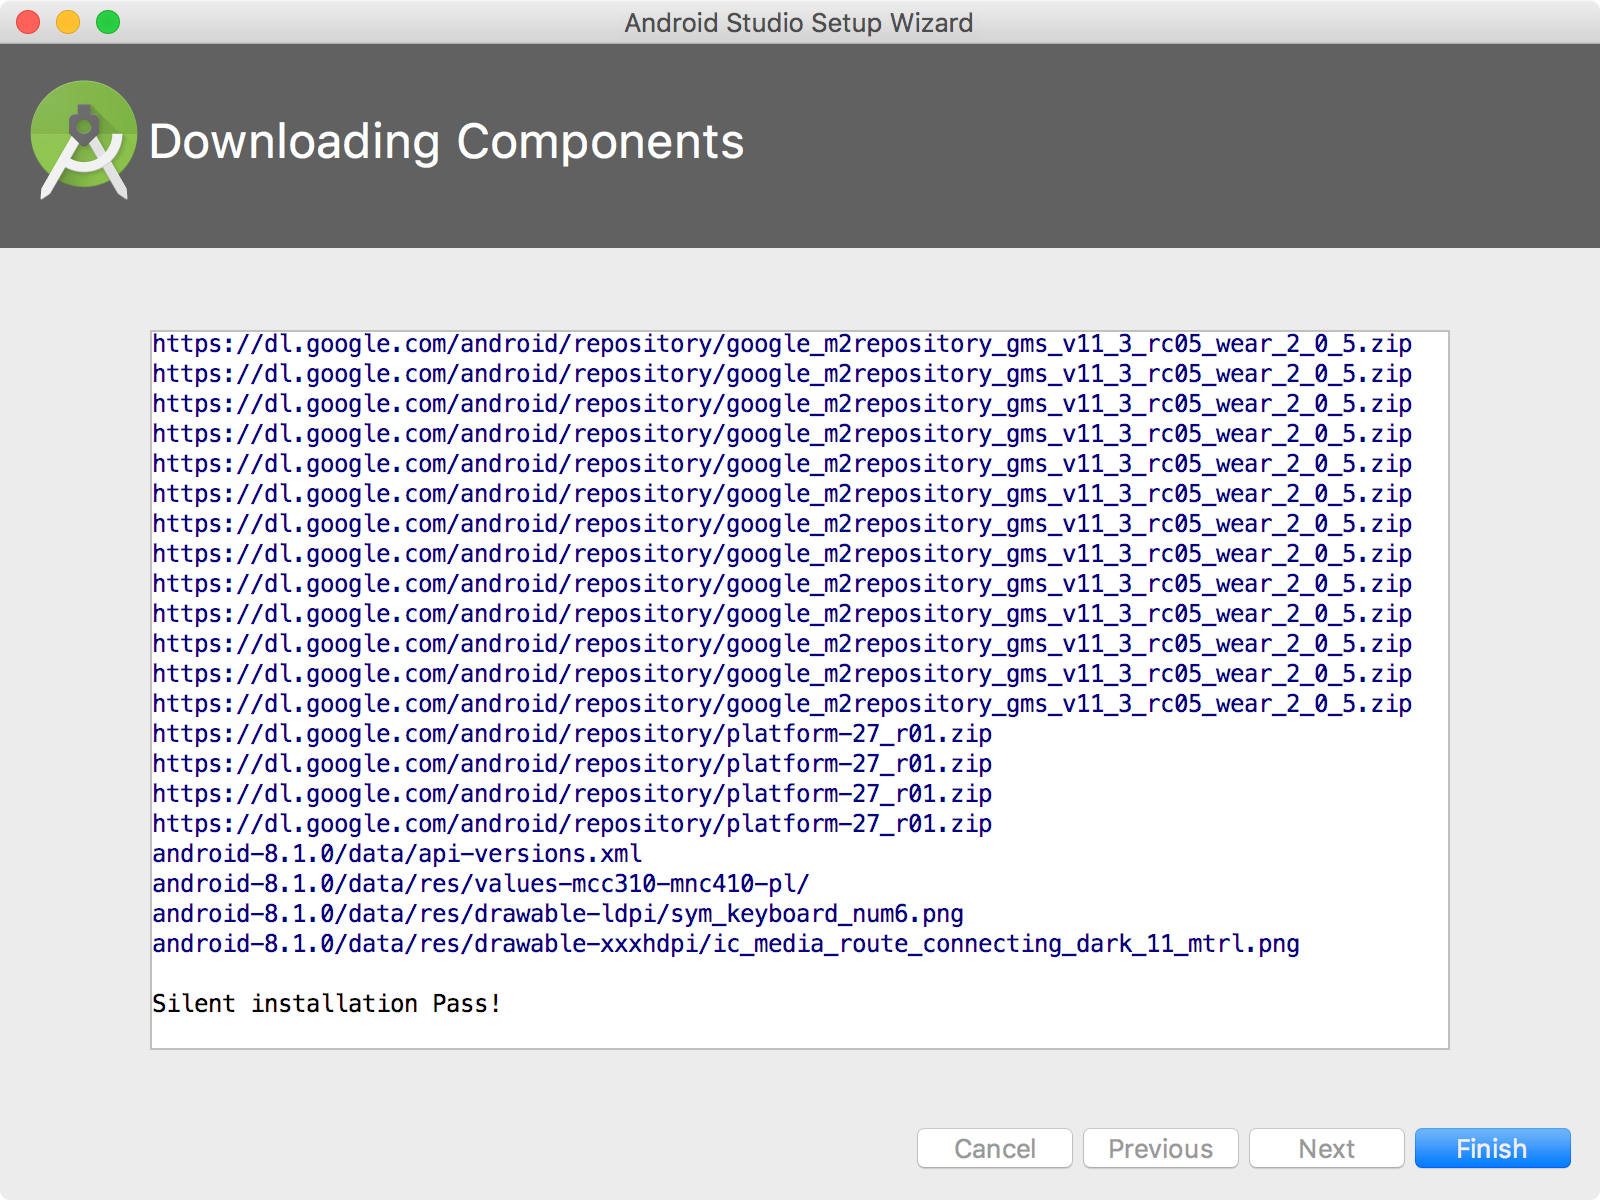 Android Studio Setup Wizard
Downloading Components
https://dl.google.com/android/repository/google_m2repository_gms_v11_3_rc05_wear_2_0_5.zip
https://dl.google.com/android/repository/google_m2repository_gms_v11_3_rc05_wear_2_0_5.zip
https://dl.google.com/android/repository/google_m2repository_gms_v11_3_rc05_wear_2_0_5.zip
https://dl.google.com/android/repository/google_m2repository_gms_v11_3_rc05_wear_2_0_5.zip
https://dl.google.com/android/repository/google_m2repository_gms_v11_3_rc05_wear_2_0_5.zip
https://dl.google.com/android/repository/google_m2repository_gms_v11_3_rc05_wear_2_0_5.zip
https://dl.google.com/android/repository/google_m2repository_gms_v11_3_rc05_wear_2_0_5.zip
https://dl.google.com/android/repository/google_m2repository_gms_v11_3_rc05_wear_2_0_5.zip
https://dl.google.com/android/repository/google_m2repository_gms_v11_3_rc05_wear_2_0_5.zip
https://dl.google.com/android/repository/google_m2repository_gms_v11_3_rc05_wear_2_0_5.zip
https://dl.google.com/android/repository/google_m2repository_gms_v11_3_rc05_wear_2_0_5.zip
https://dl.google.com/android/repository/google_m2repository_gms_v11_3_rc05_wear_2_0_5.zip
https://dl.google.com/android/repository/google_m2repository_gms_v11_3_rc05_wear_2_0_5.zip
https://dl.google.com/android/repository/platform-27_r01.zip
https://dl.google.com/android/repository/platform-27_r01.zip
https://dl.google.com/android/repository/platform-27_r01.zip
https://dl.google.com/android/repository/platform-27_r01.zip
android-8.1.0/data/api-versions.xml
android-8.1.0/data/res/values-mcc310-mnc410-pl/
android-8.1.0/data/res/drawable-ldpi/sym_keyboard_num6.png
android-8.1.0/data/res/drawable-xxxhdpi/ic_media_route_connecting_dark_11_mtrl.png
Silent installation Pass!
Cancel Previous Next Finish